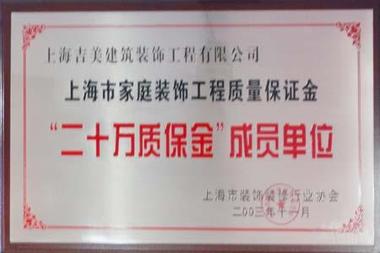 上海吉美建筑装饰工程有限公司
上海市家庭装饰工程质量保证金
“二十万质保金”成员单位
上海市装饰装修行业协会
二00三年十一月